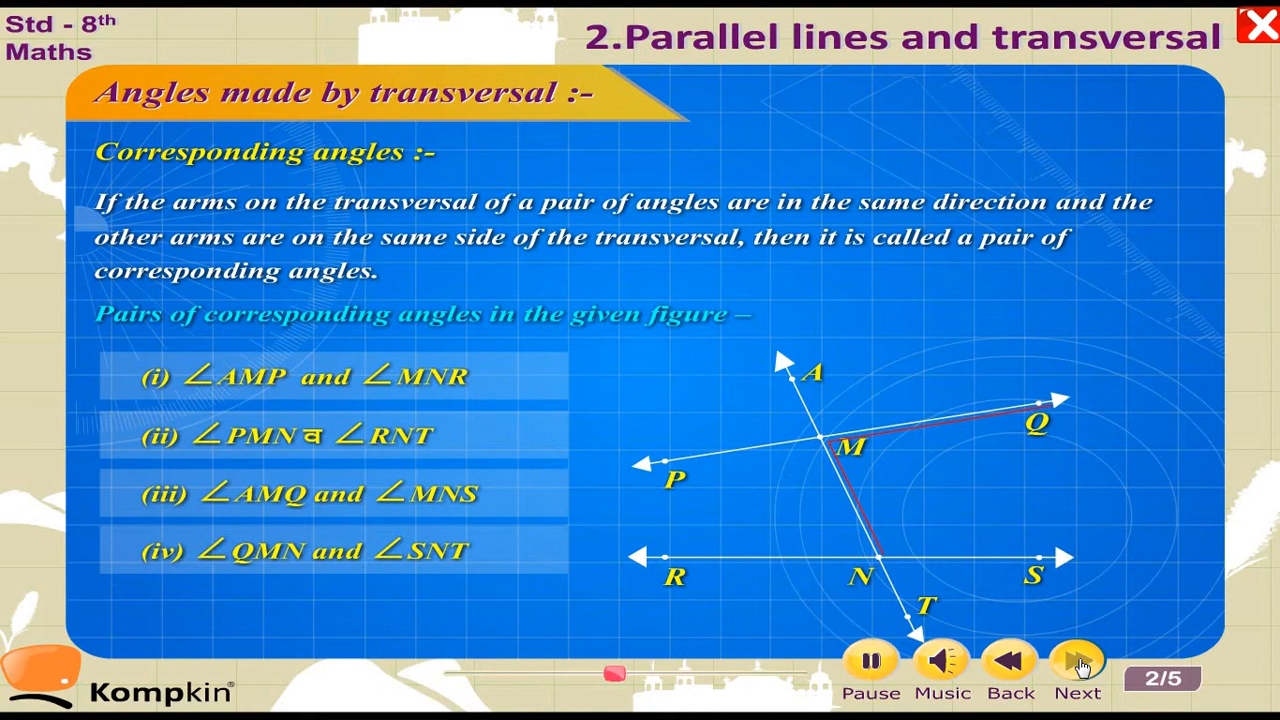 Std - 8th
Maths
2.Parallel lines and transversal
Angles made by transversal :-
Corresponding angles :-
If the arms on the transversal of a pair of angles are in the same direction and the
other arms are on the same side of the transversal, then it is called a pair of
corresponding angles.
Pairs of corresponding angles in the given figure –
(i) ∠AMP and ∠MNR
(ii) ∠PMN व ∠RNT
(iii) ∠AMQ and ∠MNS
(iv) ∠QMN and ∠SNT
A
Q
M
P
R
N
S
T
Kompkin®
Pause
Music
Back
Next
2/5